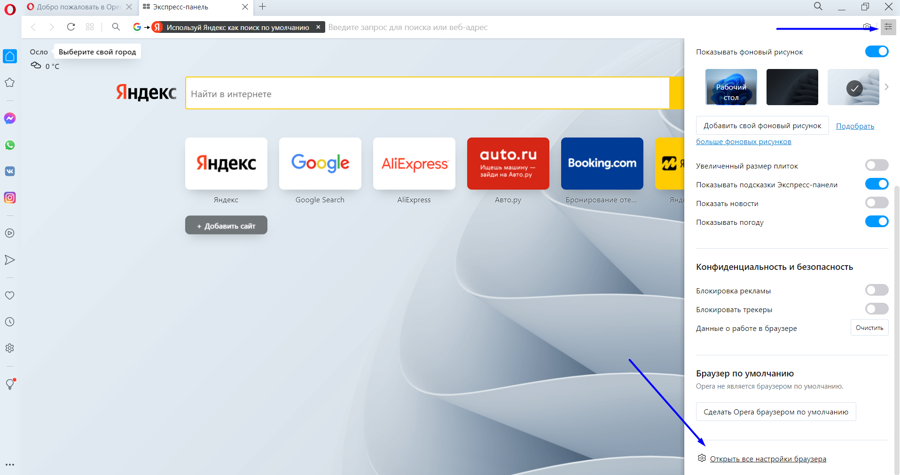 Добро пожаловать в Oper
Экспресс-панель
Используй Яндекс как поиск по умолчанию
Введите запрос для поиска или веб-адрес
Осло
Выберите свой город
0 °C
Яндекс
Найти в интернете
Яндекс
Google
AliExpress
auto.ru
Ищешь машину —
зайди на Авто.ру
Booking.com
Яндекс
Google Search
AliExpress
Авто.ру
Бронирование оте...
+ Добавить сайт
Показывать фоновый рисунок
Рабочий
стол
Добавить свой фоновый рисунок
Подобрать
больше фоновых рисунков
Увеличенный размер плиток
Показывать подсказки Экспресс-панели
Показать новости
Показывать погоду
Конфиденциальность и безопасность
Блокировка рекламы
Блокировать трекеры
Данные о работе в браузере
Очистить
Браузер по умолчанию
Opera не является браузером по умолчанию.
Сделать Opera браузером по умолчанию
Открыть все настройки браузера